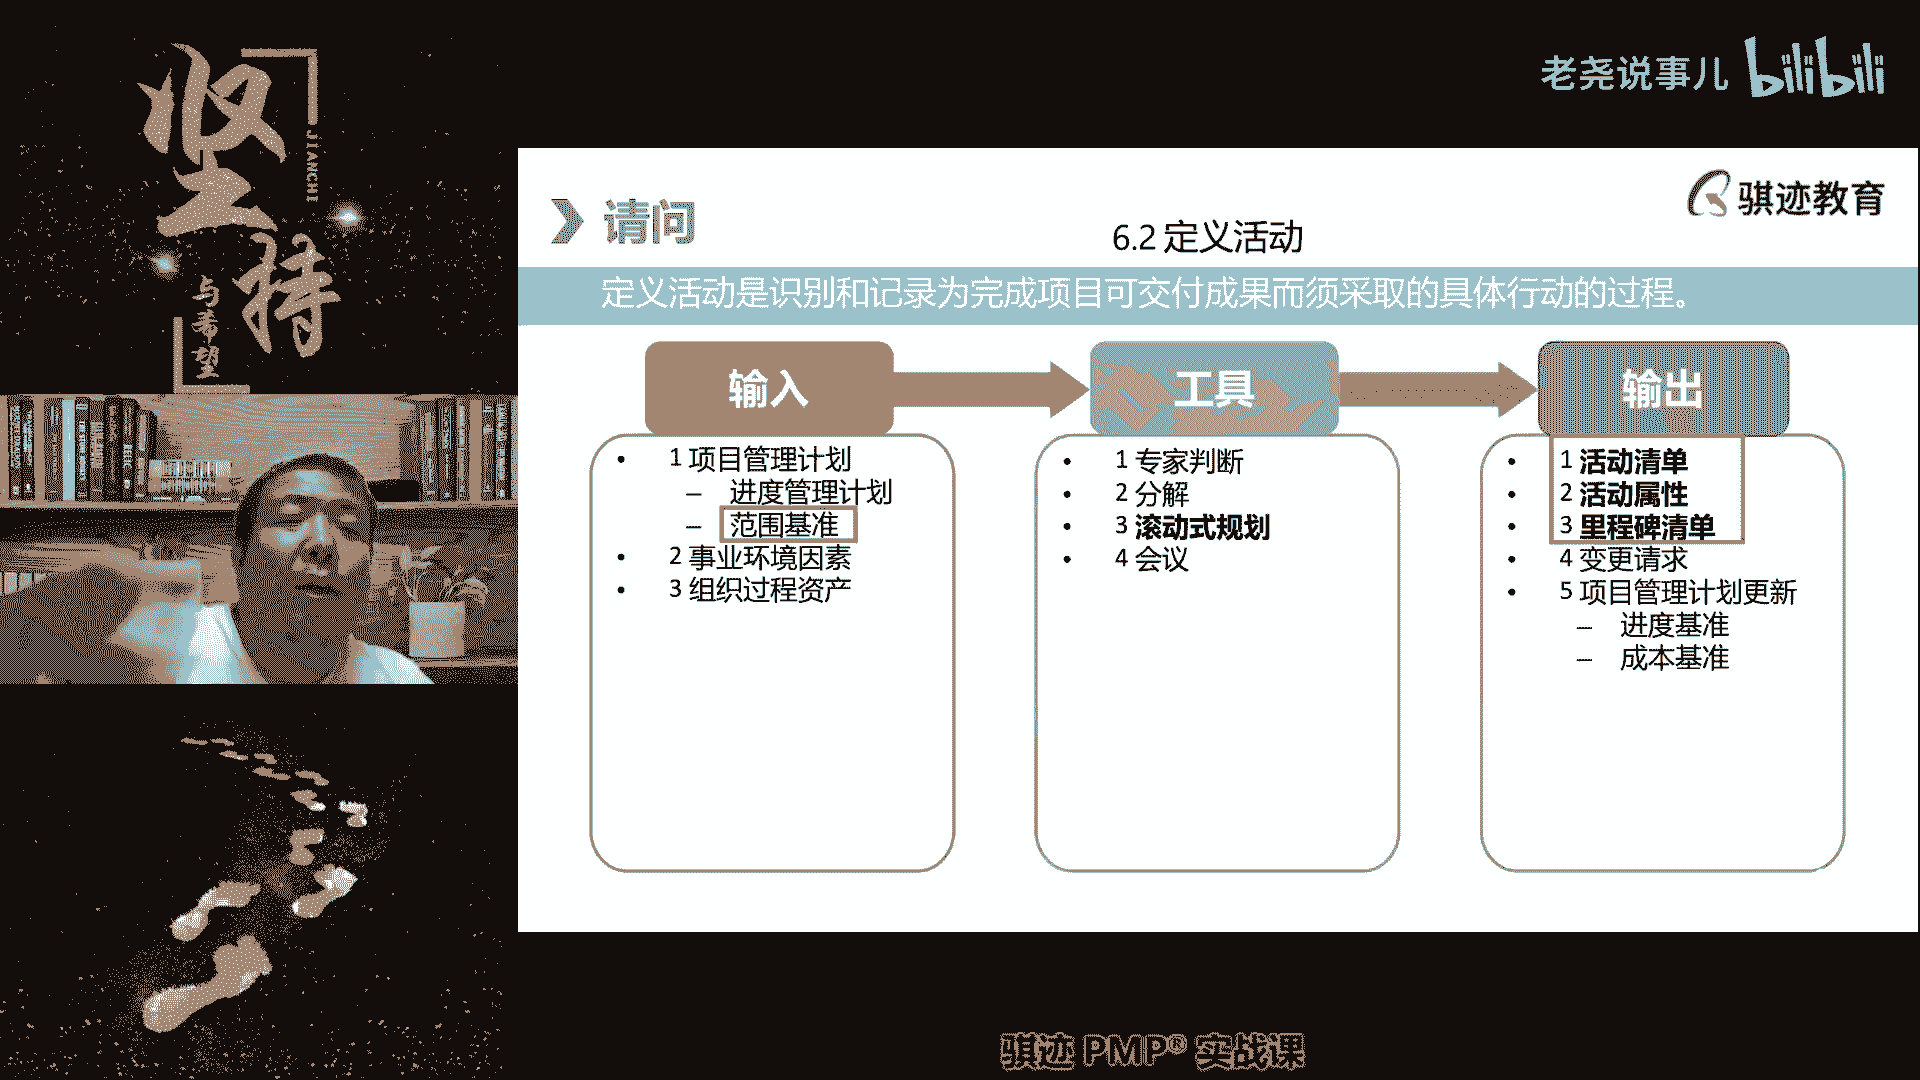 坚持
JIANCHI
与希望
老尧说事儿 bilibili
骐迹教育
请问
6.2 定义活动
定义活动是识别和记录为完成项目可交付成果而须采取的具体行动的过程。
输入
• 1 项目管理计划
– 进度管理计划
– 范围基准
• 2 事业环境因素
• 3 组织过程资产
工具
• 1 专家判断
• 2 分解
• 3 滚动式规划
• 4 会议
输出
• 1 活动清单
• 2 活动属性
• 3 里程碑清单
• 4 变更请求
• 5 项目管理计划更新
– 进度基准
– 成本基准
骐迹 PMP® 实战课